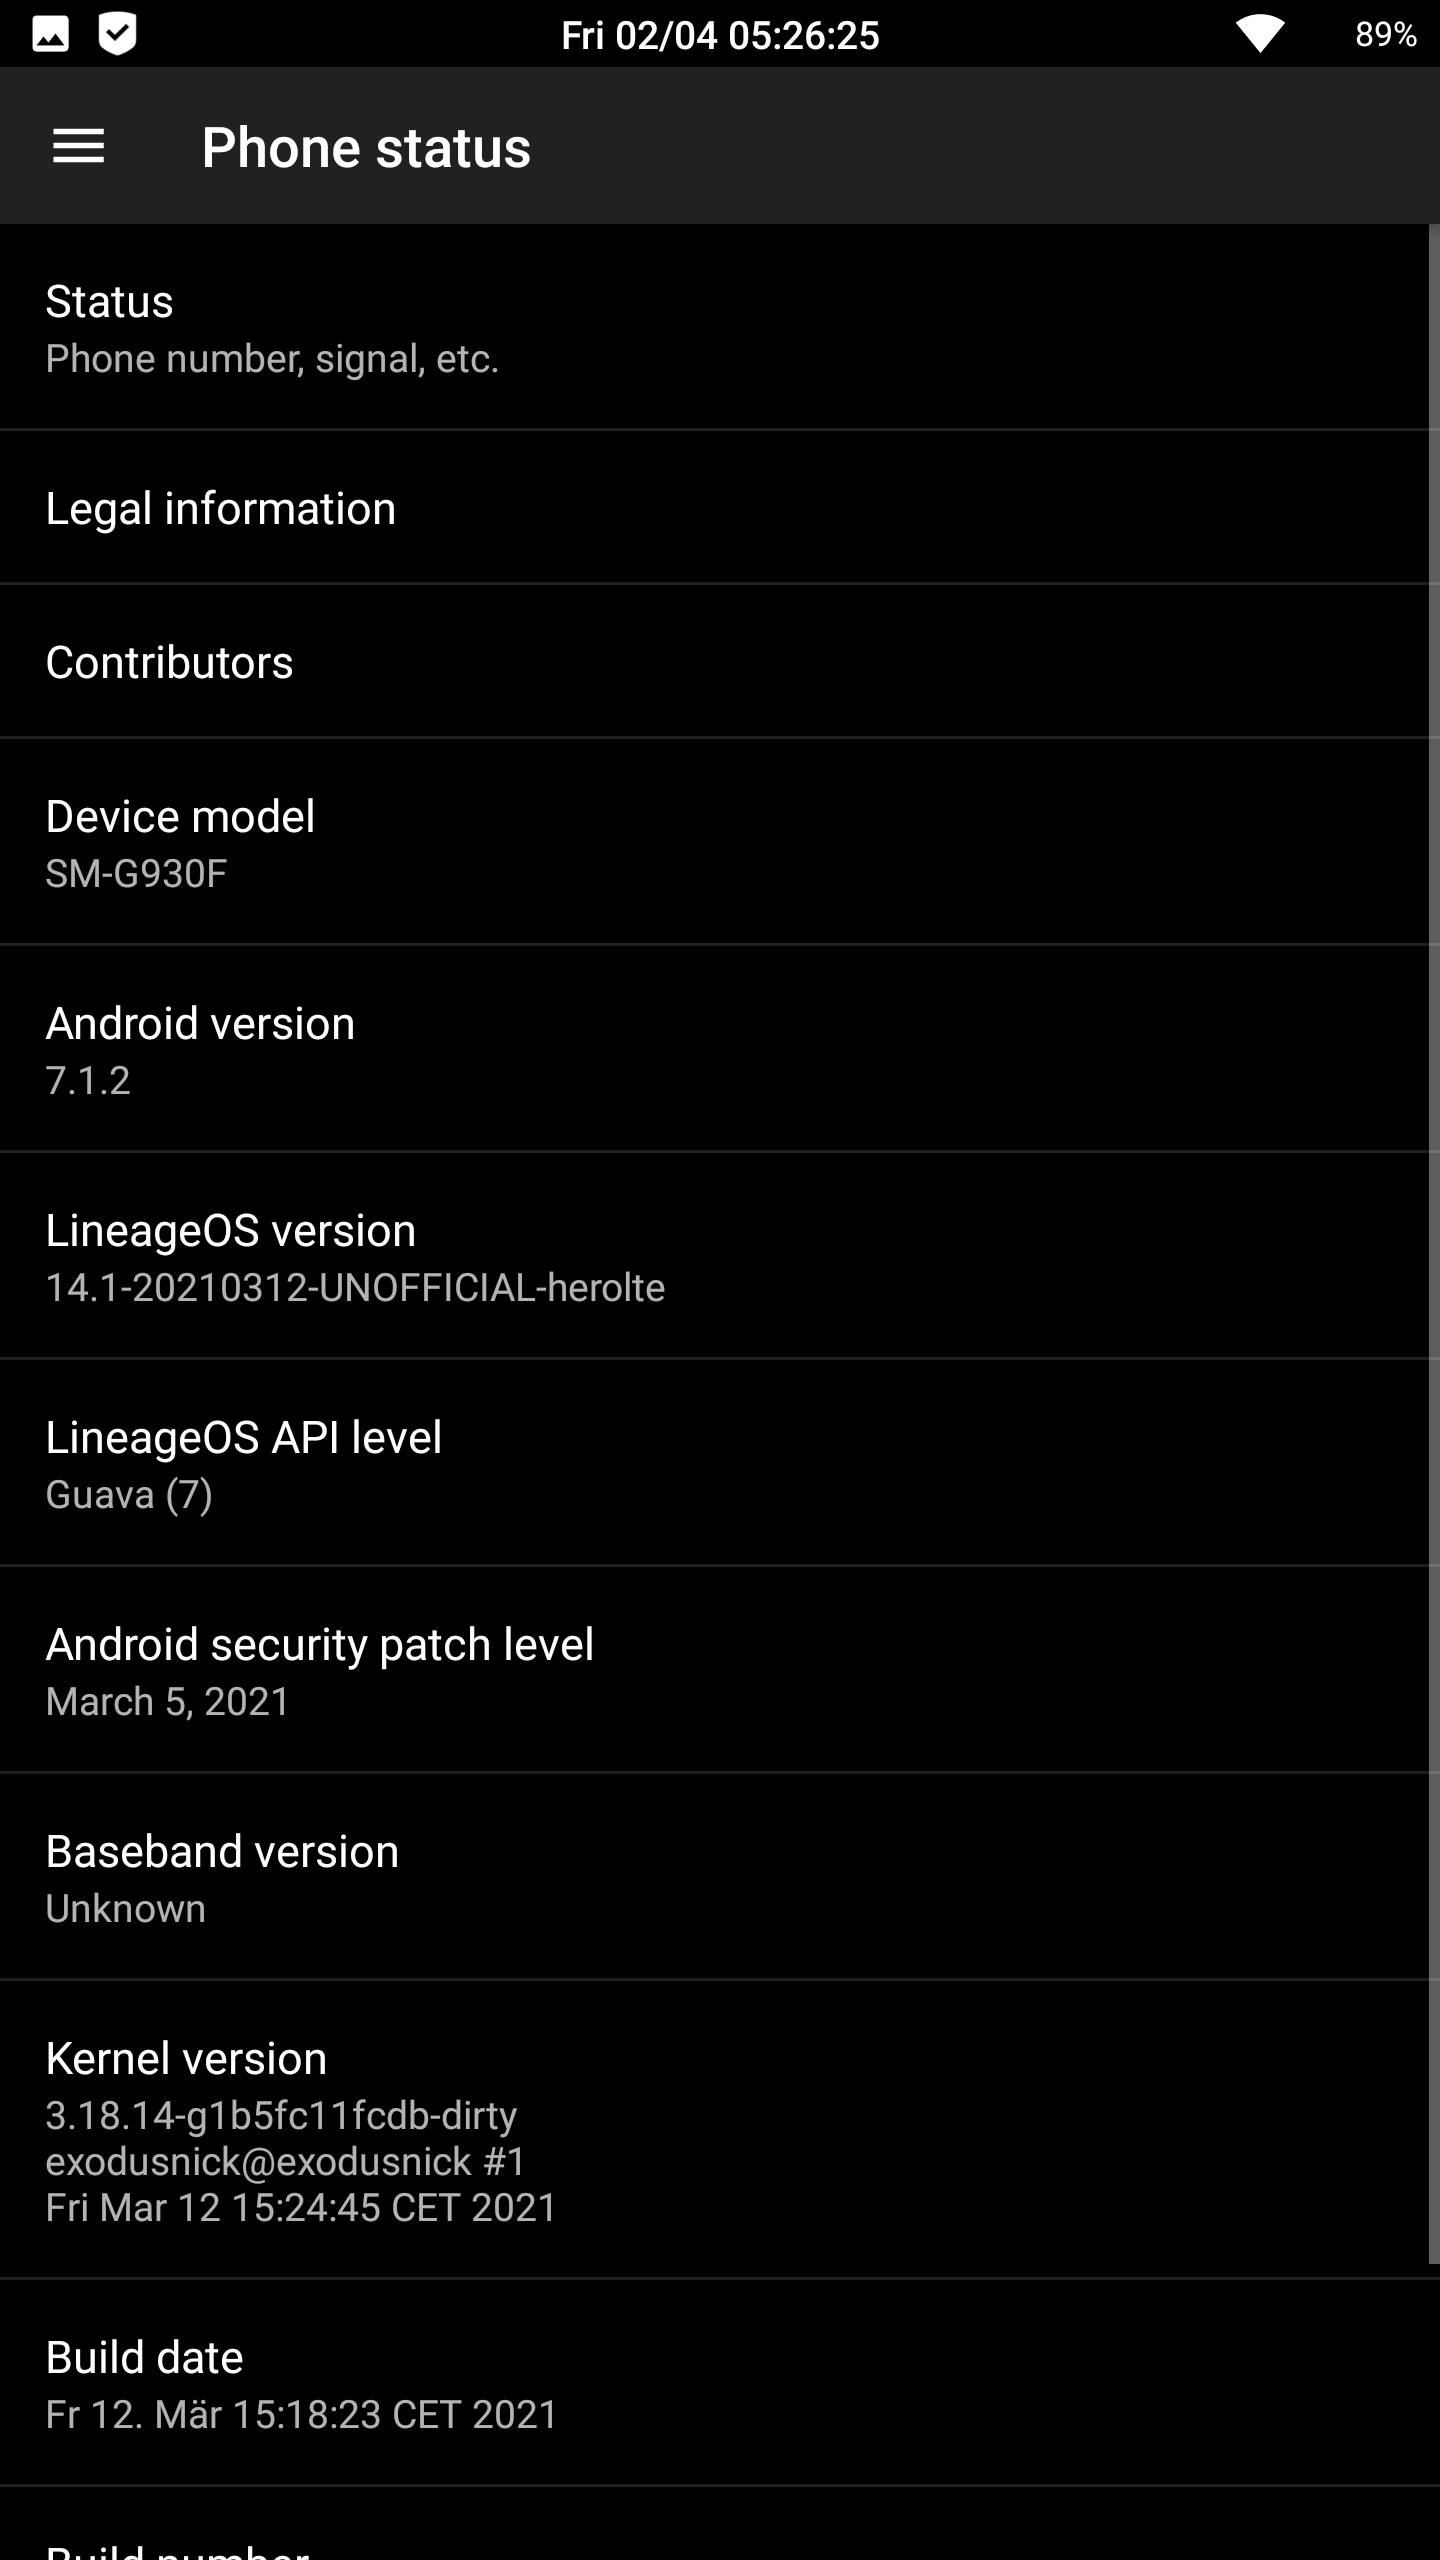 Fri 02/04 05:26:25
89%
Phone status
Status
Phone number, signal, etc.
Legal information
Contributors
Device model
SM-G930F
Android version
7.1.2
LineageOS version
14.1-20210312-UNOFFICIAL-herolte
LineageOS API level
Guava (7)
Android security patch level
March 5, 2021
Baseband version
Unknown
Kernel version
3.18.14-g1b5fc11fcdb-dirty
exodusnick@exodusnick #1
Fri Mar 12 15:24:45 CET 2021
Build date
Fr 12. Mär 15:18:23 CET 2021
Build number